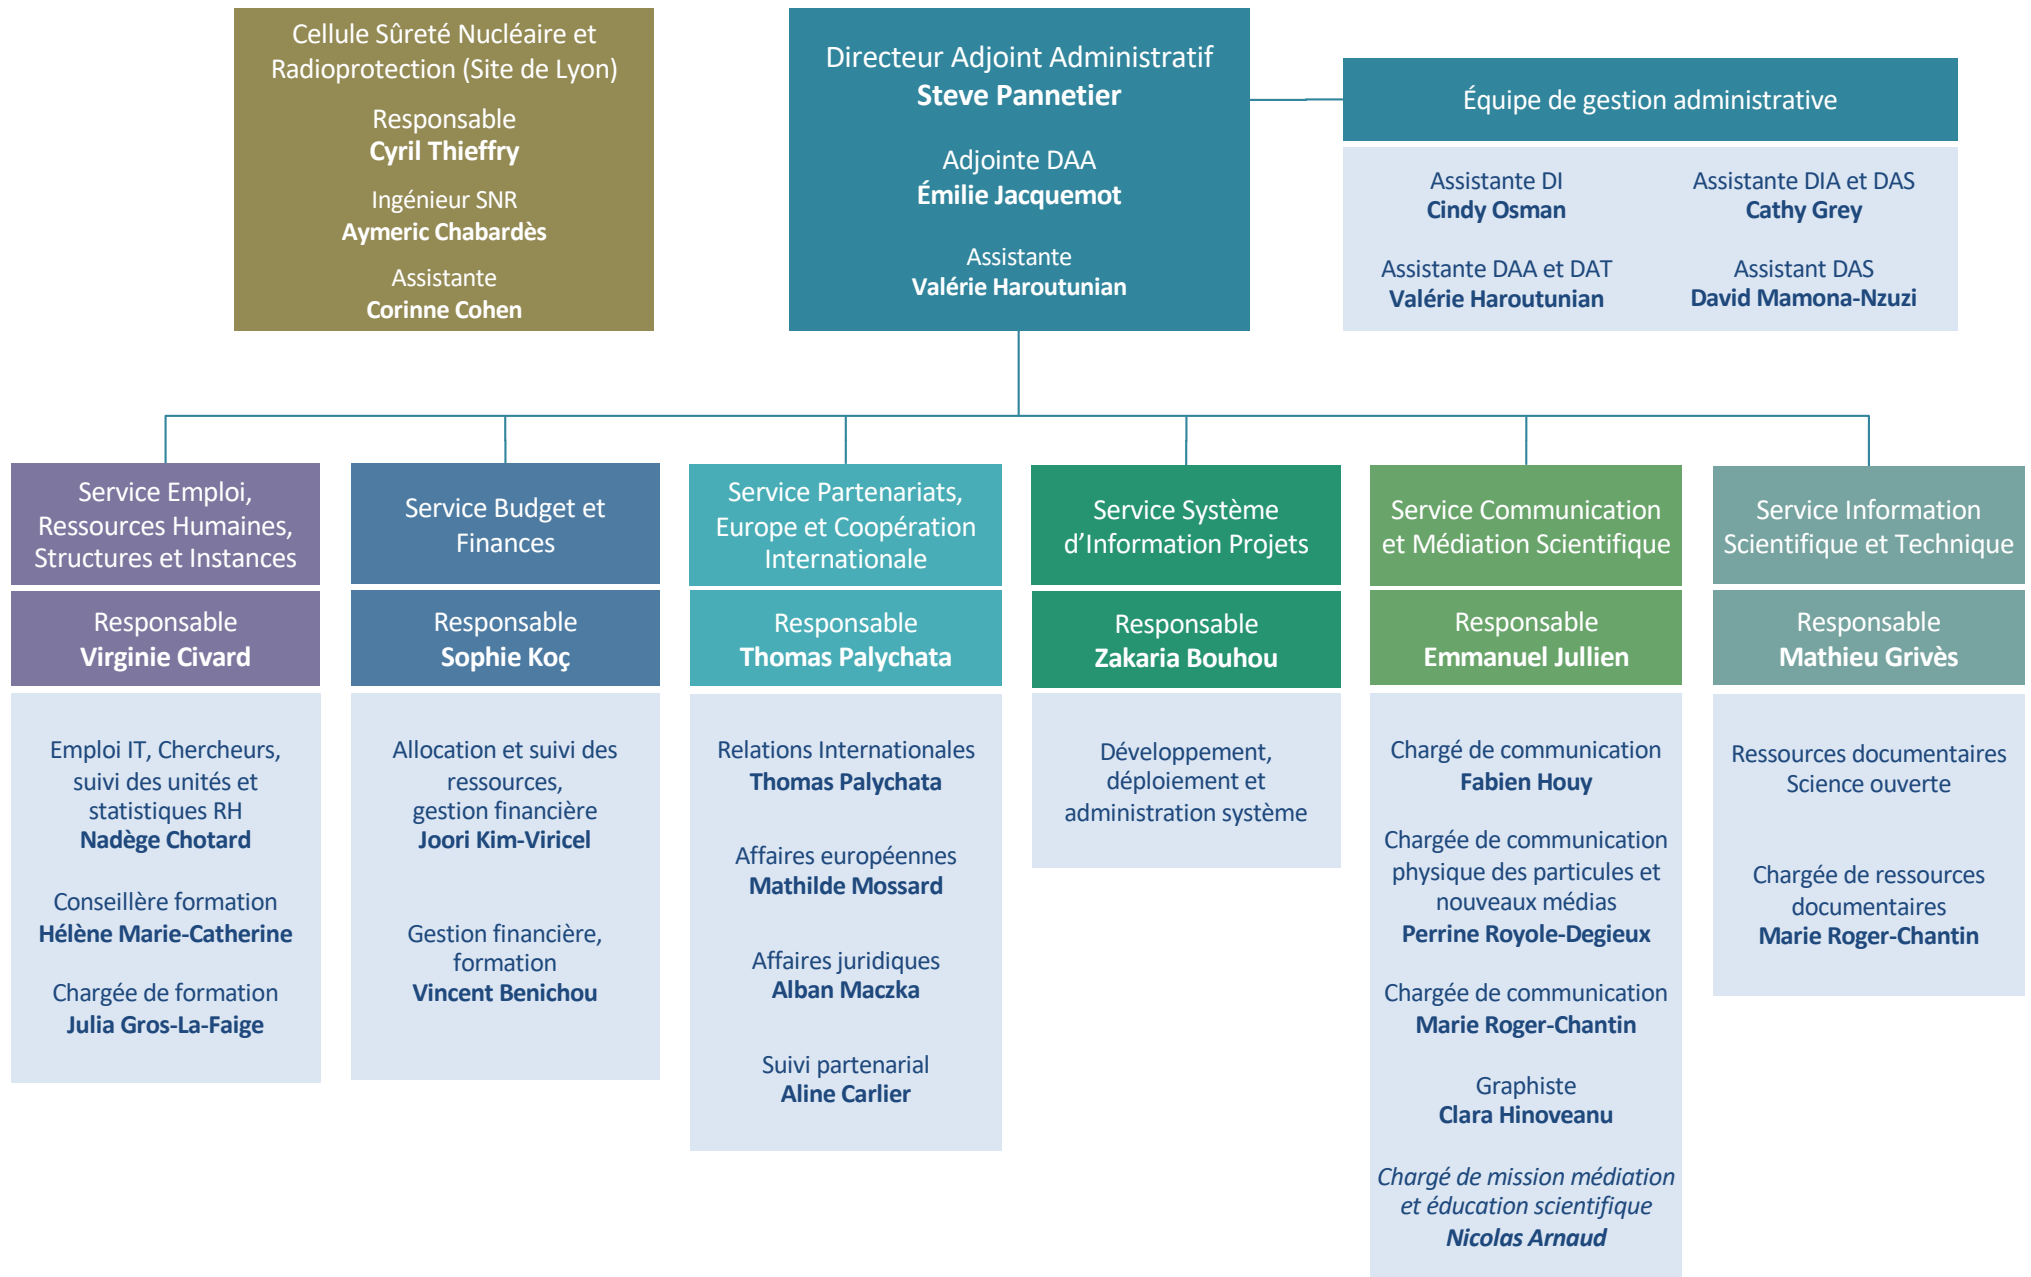 Cellule Sûreté Nucléaire et
Radioprotection (Site de Lyon)
Responsable
Cyril Thieffry
Ingénieur SNR
Aymeric Chabardès
Assistante
Corinne Cohen
Directeur Adjoint Administratif
Steve Pannetier
Adjointe DAA
Émilie Jacquemot
Assistante
Valérie Haroutunian
Équipe de gestion administrative
Assistante DI
Cindy Osman
Assistante DIA et DAS
Cathy Grey
Assistante DAA et DAT
Valérie Haroutunian
Assistant DAS
David Mamona-Nzuzi
Service Emploi,
Ressources Humaines,
Structures et Instances
Responsable
Virginie Civard
Emploi IT, Chercheurs,
suivi des unités et
statistiques RH
Nadège Chotard
Conseillère formation
Hélène Marie-Catherine
Chargée de formation
Julia Gros-La-Faige
Service Budget et
Finances
Responsable
Sophie Koç
Allocation et suivi des
ressources,
gestion financière
Joori Kim-Viricel
Gestion financière,
formation
Vincent Benichou
Service Partenariats,
Europe et Coopération
Internationale
Responsable
Thomas Palychata
Relations Internationales
Thomas Palychata
Affaires européennes
Mathilde Mossard
Affaires juridiques
Alban Maczka
Suivi partenarial
Aline Carlier
Service Système
d’Information Projets
Responsable
Zakaria Bouhou
Développement,
déploiement et
administration système
Service Communication
et Médiation Scientifique
Responsable
Emmanuel Jullien
Chargé de communication
Fabien Houy
Chargée de communication
physique des particules et
nouveaux médias
Perrine Royole-Degieux
Chargée de communication
Marie Roger-Chantin
Graphiste
Clara Hinoveanu
Chargé de mission médiation
et éducation scientifique
Nicolas Arnaud
Service Information
Scientifique et Technique
Responsable
Mathieu Grivès
Ressources documentaires
Science ouverte
Chargée de ressources
documentaires
Marie Roger-Chantin